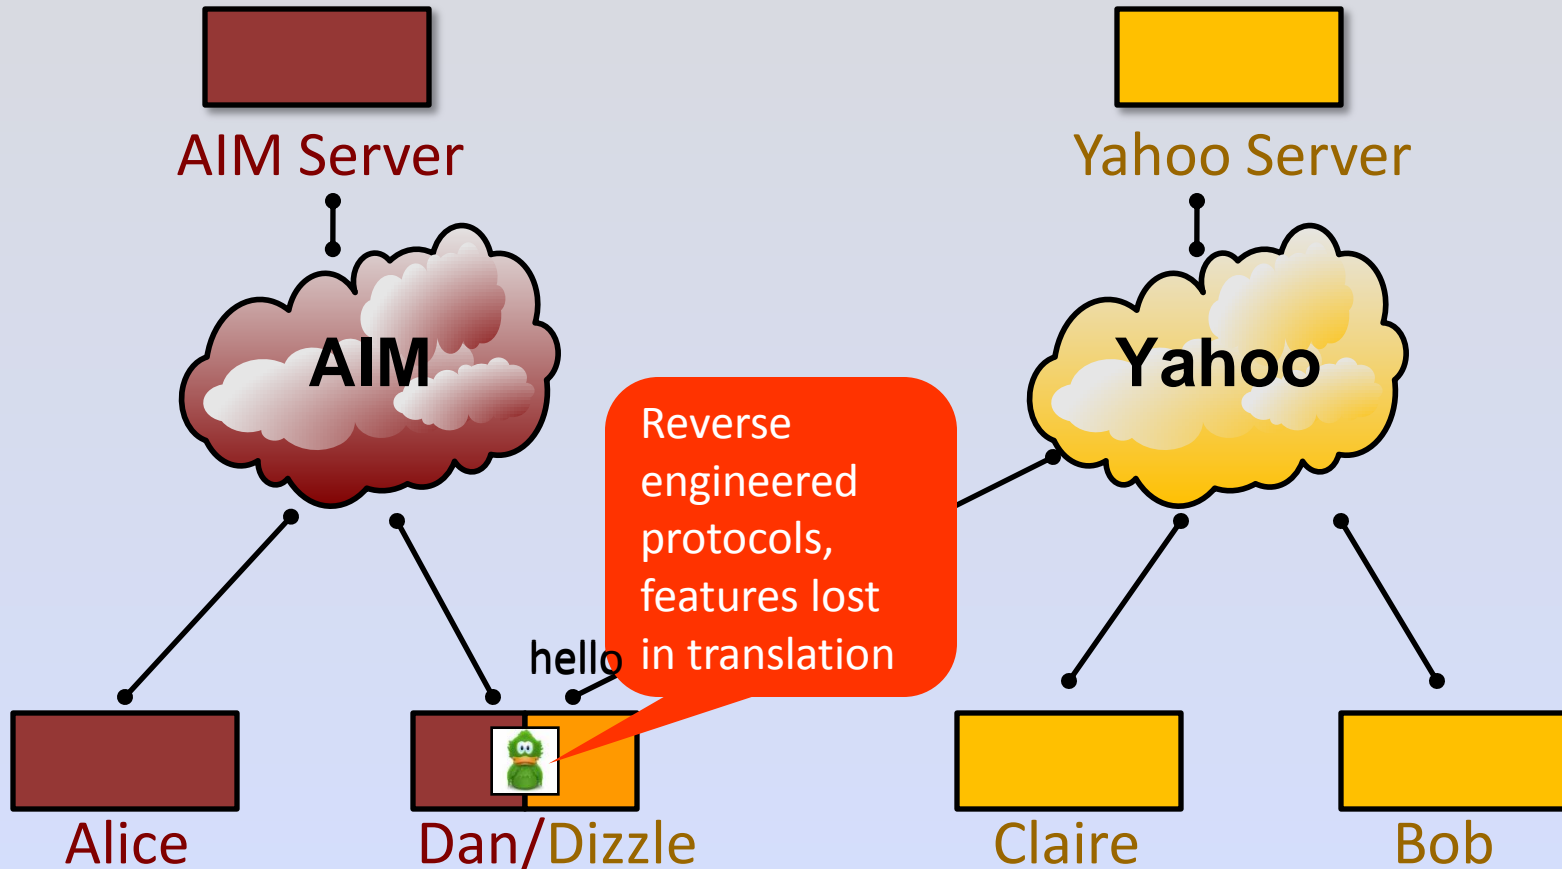 AIM Server
Yahoo Server
AIM
Yahoo
Reverse
engineered
protocols,
features lost
in translation
hello
Alice
Dan/Dizzle
Claire
Bob